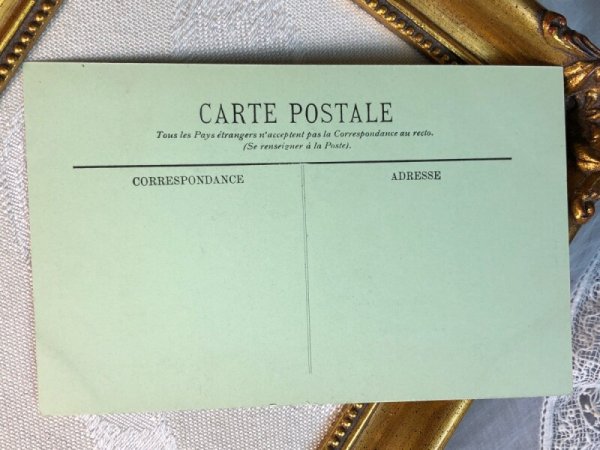 CARTE POSTALE
Tous les Pays étrangers n'acceptent pas la Correspondance au recto.
(Se renseigner à la Poste).
CORRESPONDANCE
ADRESSE